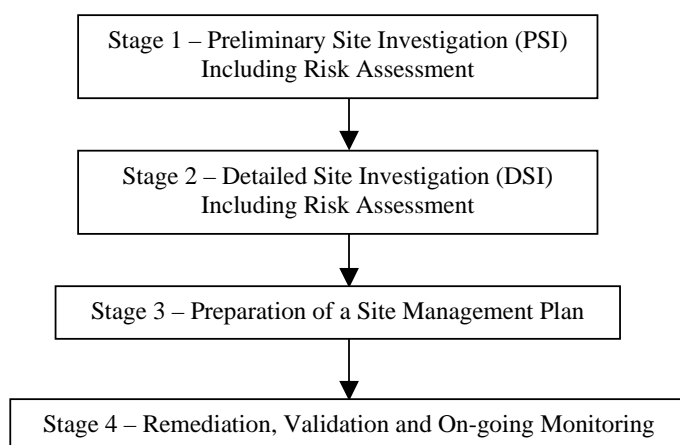 Stage 1 – Preliminary Site Investigation (PSI)
Including Risk Assessment
Stage 2 – Detailed Site Investigation (DSI)
Including Risk Assessment
Stage 3 – Preparation of a Site Management Plan
Stage 4 – Remediation, Validation and On-going Monitoring